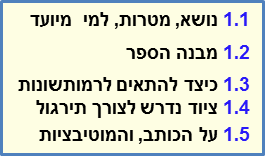 1.1 נושא, מטרות, למי מיועד
1.2 מבנה הספר
1.3 כיצד להתאים לרמותשונות
1.4 ציוד נדרש לצורך תירגול
1.5 על הכותב, והמוטיבציות